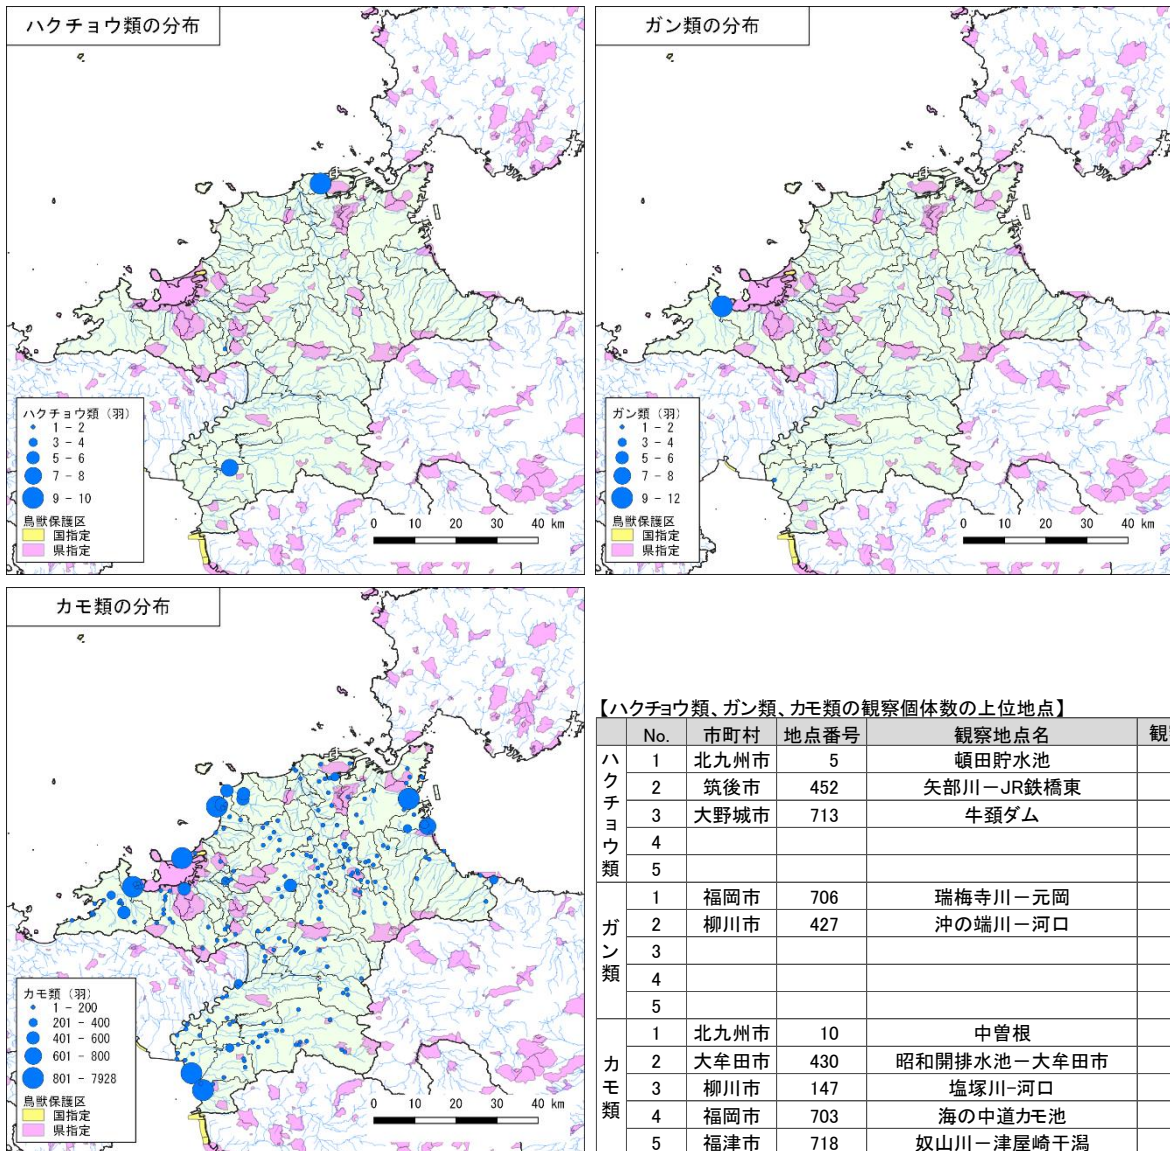 ハクチョウ類の分布
ハクチョウ類（羽）
1 - 2
3 - 4
5 - 6
7 - 8
9 - 10
鳥獣保護区
国指定
県指定
0 10 20 30 40 km
ガン類の分布
ガン類（羽）
1 - 2
3 - 4
5 - 6
7 - 8
9 - 12
鳥獣保護区
国指定
県指定
0 10 20 30 40 km
カモ類の分布
カモ類（羽）
1 - 200
201 - 400
401 - 600
601 - 800
801 - 7928
鳥獣保護区
国指定
県指定
0 10 20 30 40 km
【ハクチョウ類、ガン類、カモ類の観察個体数の上位地点】
No. 市町村 地点番号 観察地点名 観
ハクチョウ類
1 北九州市 5 頓田貯水池
2 筑後市 452 矢部川－JR鉄橋東
3 大野城市 713 牛頚ダム
4
5
ガン類
1 福岡市 706 瑞梅寺川－元岡
2 柳川市 427 沖の端川－河口
3
4
5
カモ類
1 北九州市 10 中曽根
2 大牟田市 430 昭和開排水池－大牟田市
3 柳川市 147 塩塚川-河口
4 福岡市 703 海の中道カモ池
5 福津市 718 奴山川－津屋崎干潟